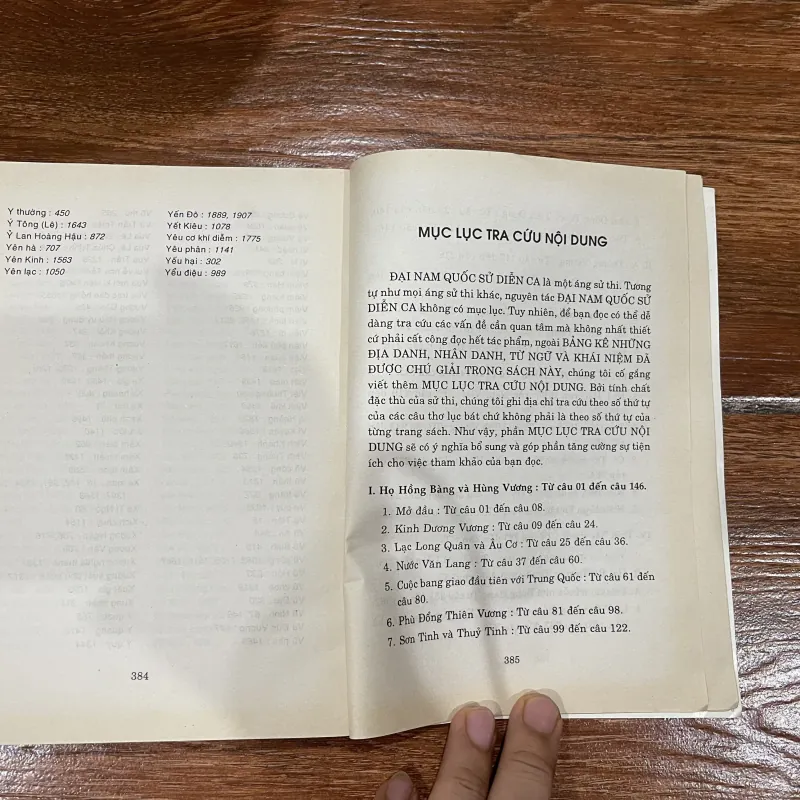 Y thường : 450
Ý Tông (Lê) : 1643
Ỷ Lan Hoàng Hậu : 872
Yên hà : 707
Yên Kinh : 1563
Yên lạc : 1050
Yến Đô : 1889, 1907
Yết Kiêu : 1078
Yêu cơ khí diễm : 1775
Yêu phân : 1141
Yếu hại : 302
Yểu điệu : 989
384
MỤC LỤC TRA CỨU NỘI DUNG
ĐẠI NAM QUỐC SỬ DIỄN CA là một áng sử thi. Tương
tự như mọi áng sử thi khác, nguyên tác ĐẠI NAM QUỐC SỬ
DIỄN CA không có mục lục. Tuy nhiên, để bạn đọc có thể dễ
dàng tra cứu các vấn đề cần quan tâm mà không nhất thiết
cứ phải cất công đọc hết tác phẩm, ngoài BẢNG KÊ NHỮNG
ĐỊA DANH, NHÂN DANH, TỪ NGỮ VÀ KHÁI NIỆM ĐÃ
ĐƯỢC CHÚ GIẢI TRONG SÁCH NÀY, chúng tôi cố gắng
viết thêm MỤC LỤC TRA CỨU NỘI DUNG. Bởi tính chất
đặc thù của sử thi, chúng tôi ghi địa chỉ tra cứu theo số thứ tự
của các câu thơ lục bát chứ không phải là theo số thứ tự của
từng trang sách. Như vậy, phần MỤC LỤC TRA CỨU NỘI
DUNG sẽ có ý nghĩa bổ sung và góp phần tăng cường sự tiện
ích cho việc tham khảo của bạn đọc.
I. Họ Hồng Bàng và Hùng Vương : Từ câu 01 đến câu 146.
1. Mở đầu : Từ câu 01 đến câu 08.
2. Kinh Dương Vương : Từ câu 09 đến câu 24.
3. Lạc Long Quân và Âu Cơ : Từ câu 25 đến câu 36.
4. Nước Văn Lang : Từ câu 37 đến câu 60.
5. Cuộc bang giao đầu tiên với Trung Quốc : Từ câu 61 đến
câu 80.
6. Phù Đổng Thiên Vương : Từ câu 81 đến câu 98.
7. Sơn Tinh và Thuỷ Tinh : Từ câu 99 đến câu 122.
385